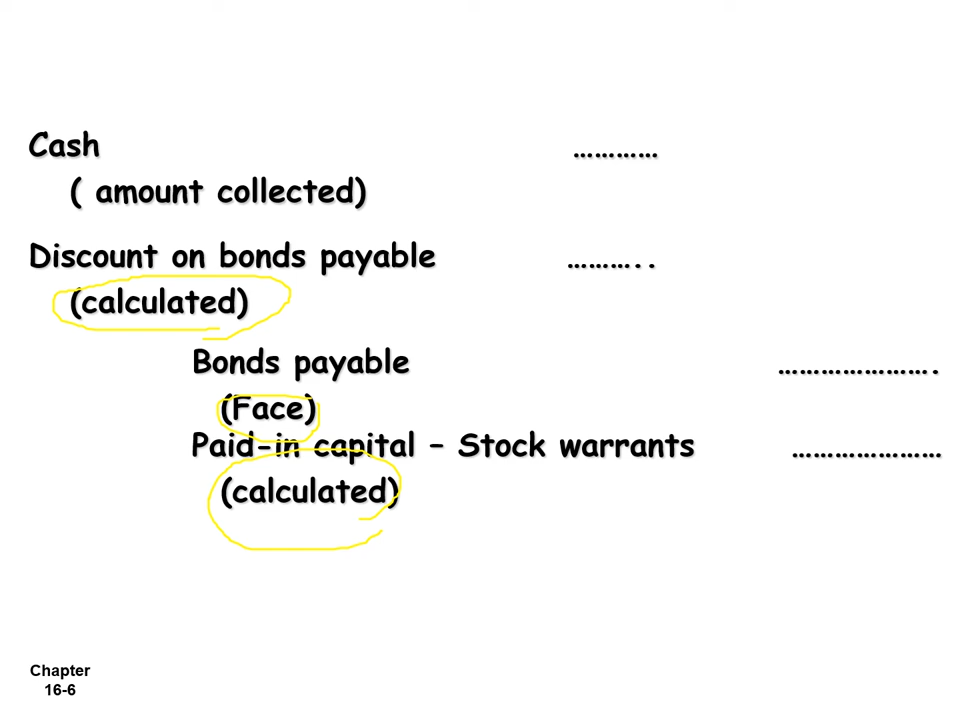 Cash …………
( amount collected)
Discount on bonds payable ………..
(calculated)
Bonds payable ………………….
(Face)
Paid-in capital – Stock warrants …………………
(calculated)
Chapter
16-6